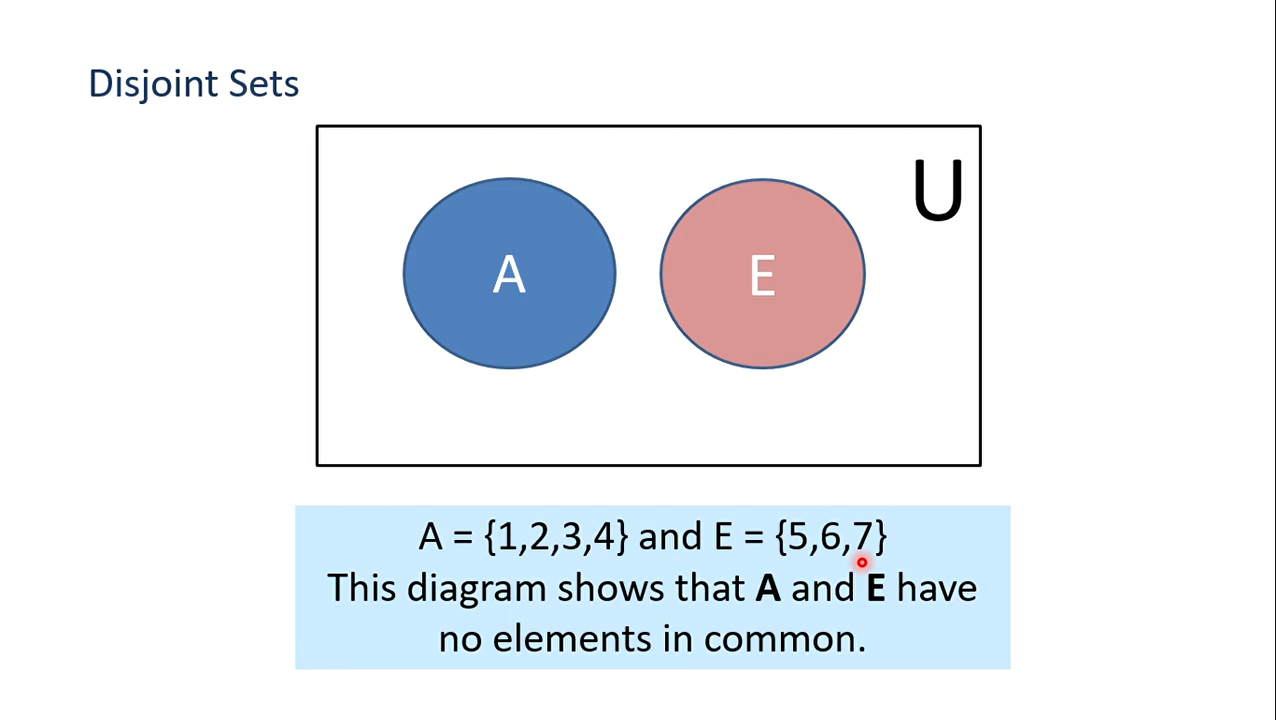 Disjoint Sets
U
A
E
A = {1,2,3,4} and E = {5,6,7}
This diagram shows that A and E have
no elements in common.